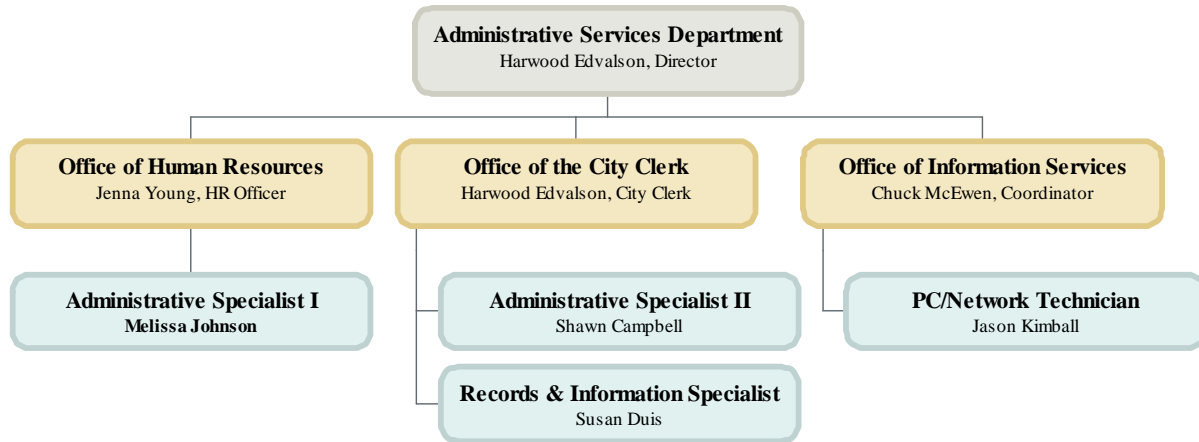 Administrative Services Department
Harwood Edvalson, Director
Office of Human Resources
Jenna Young, HR Officer
Office of the City Clerk
Harwood Edvalson, City Clerk
Office of Information Services
Chuck McEwen, Coordinator
Administrative Specialist I
Melissa Johnson
Administrative Specialist II
Shawn Campbell
PC/Network Technician
Jason Kimball
Records & Information Specialist
Susan Duis